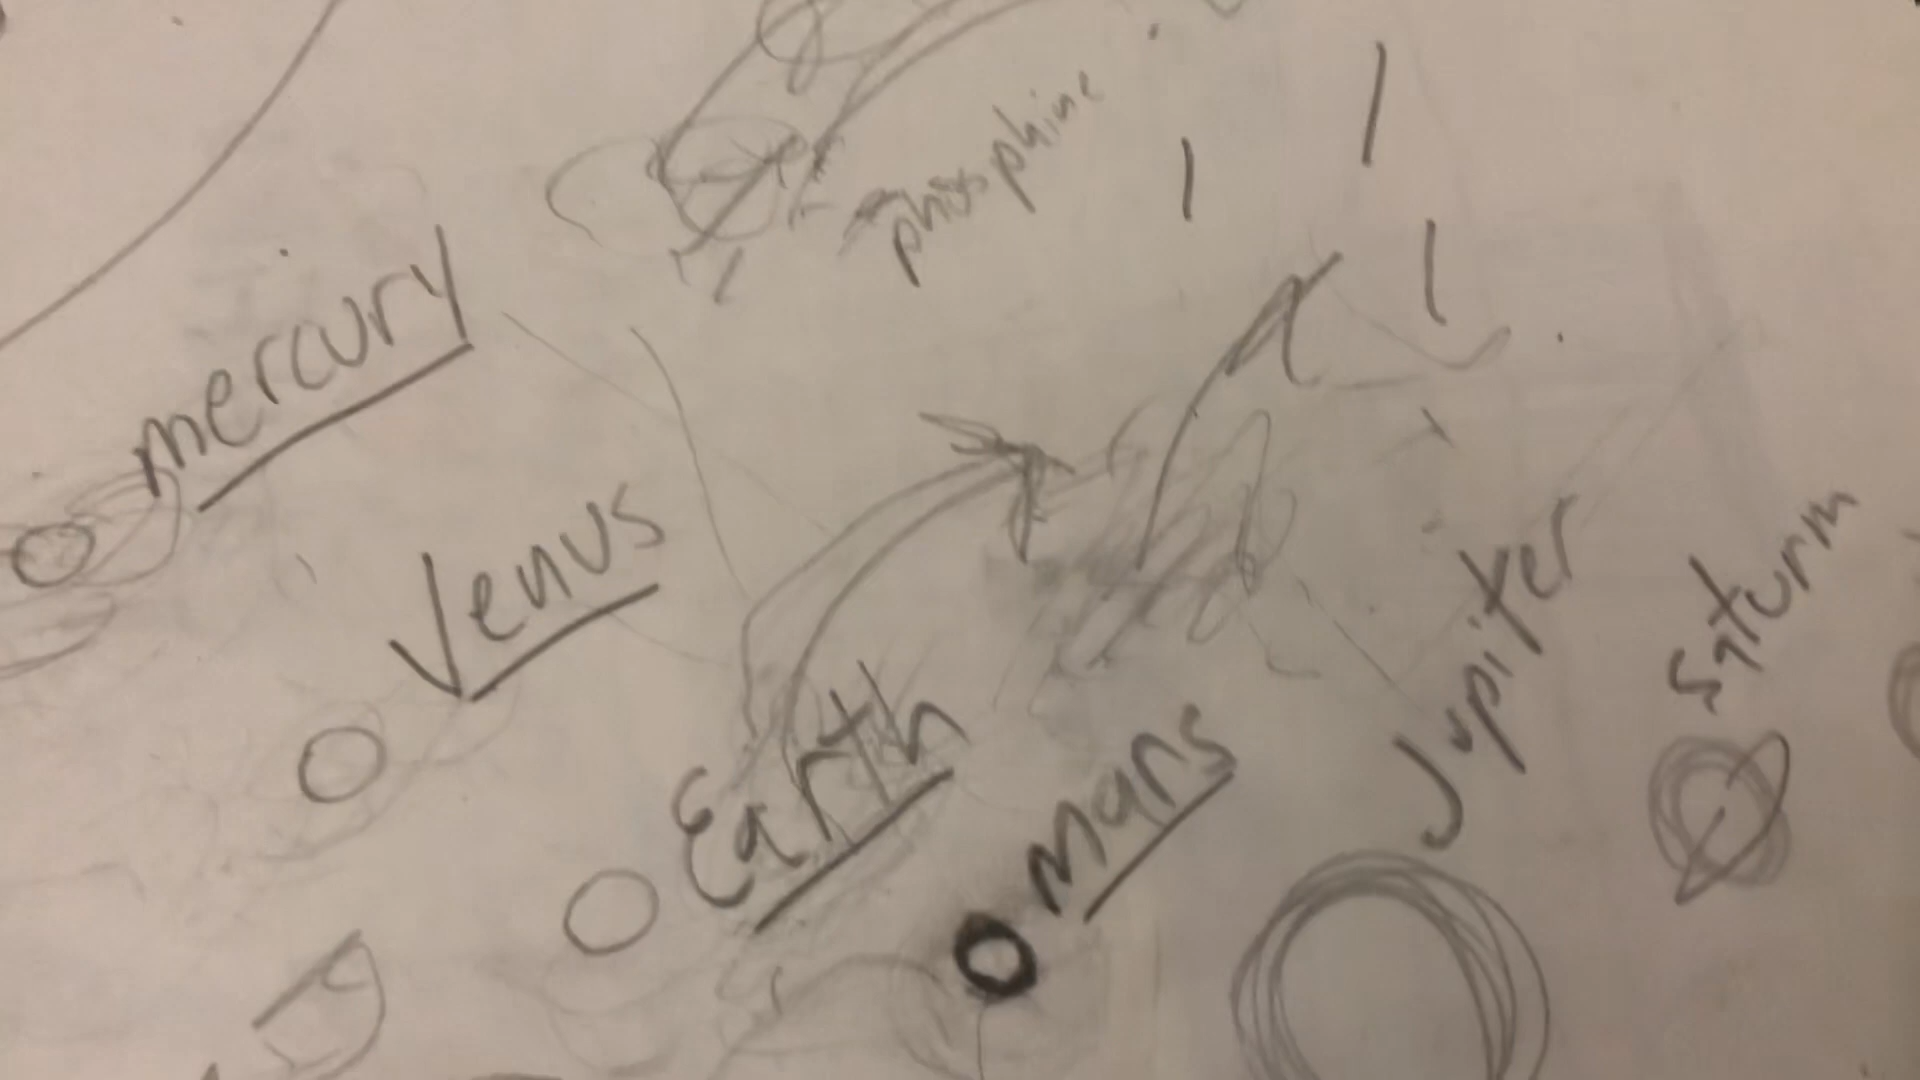 phosphine
mercury
Venus
Earth
Mars
Jupiter
Saturn